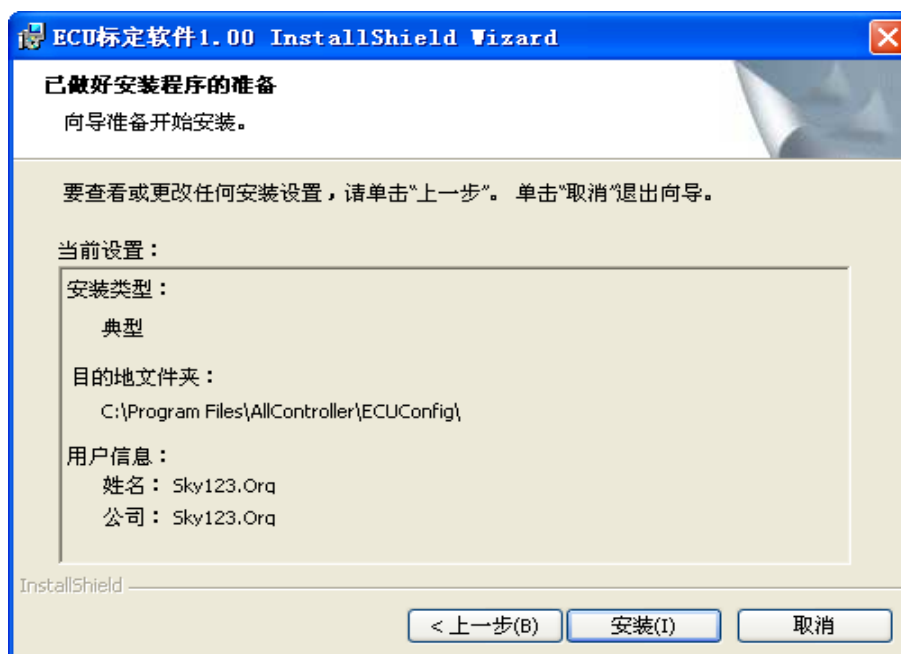 ECU标定软件1.00 InstallShield Wizard
已做好安装程序的准备
向导准备开始安装。
要查看或更改任何安装设置，请单击“上一步”。 单击“取消”退出向导。
当前设置：
安装类型：
典型
目的地文件夹：
C:\Program Files\AllController\ECUConfig\
用户信息：
姓名： Sky123.Org
公司： Sky123.Org
InstallShield
< 上一步(B)
安装(I)
取消